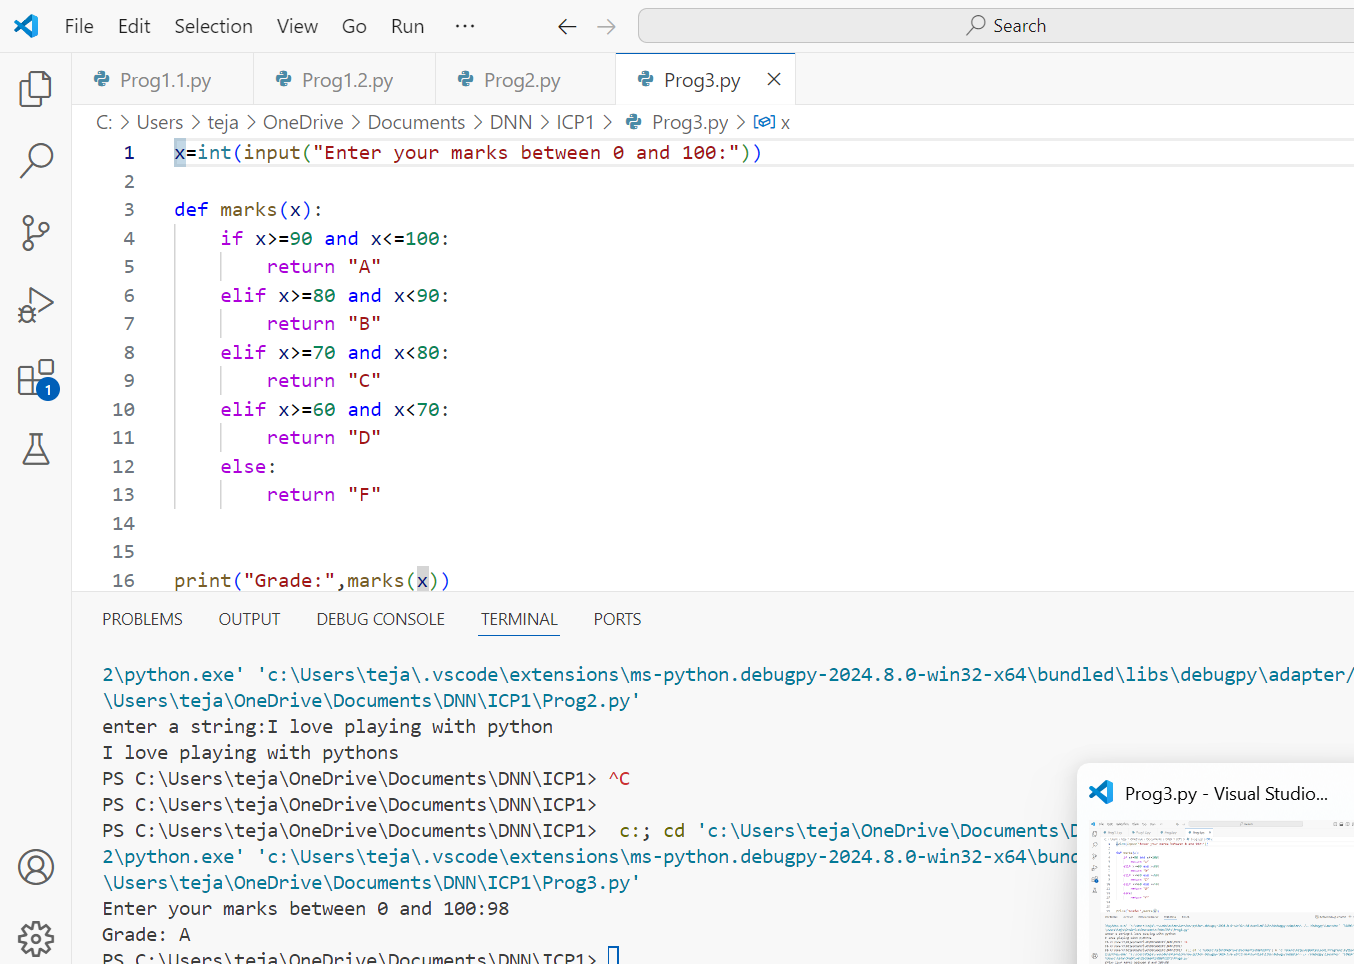 File Edit Selection View Go Run ··· Search
Prog1.1.py Prog1.2.py Prog2.py Prog3.py
C: > Users > teja > OneDrive > Documents > DNN > ICP1 > Prog3.py > x
1 x=int(input("Enter your marks between 0 and 100:"))
2
3 def marks(x):
4     if x>=90 and x<=100:
5         return "A"
6     elif x>=80 and x<90:
7         return "B"
8     elif x>=70 and x<80:
9         return "C"
10     elif x>=60 and x<70:
11         return "D"
12     else:
13         return "F"
14
15
16 print("Grade:",marks(x))
1
PROBLEMS OUTPUT DEBUG CONSOLE TERMINAL PORTS
2\python.exe' 'c:\Users\teja\.vscode\extensions\ms-python.debugpy-2024.8.0-win32-x64\bundled\libs\debugpy\adapter/
\Users\teja\OneDrive\Documents\DNN\ICP1\Prog2.py'
enter a string:I love playing with python
I love playing with pythons
PS C:\Users\teja\OneDrive\Documents\DNN\ICP1> ^C
PS C:\Users\teja\OneDrive\Documents\DNN\ICP1>
PS C:\Users\teja\OneDrive\Documents\DNN\ICP1>  c:; cd 'c:\Users\teja\OneDrive\Documents\D
2\python.exe' 'c:\Users\teja\.vscode\extensions\ms-python.debugpy-2024.8.0-win32-x64\bund
\Users\teja\OneDrive\Documents\DNN\ICP1\Prog3.py'
Enter your marks between 0 and 100:98
Grade: A
PS C:\Users\teja\OneDrive\Documents\DNN\ICP1>
Prog3.py - Visual Studio...